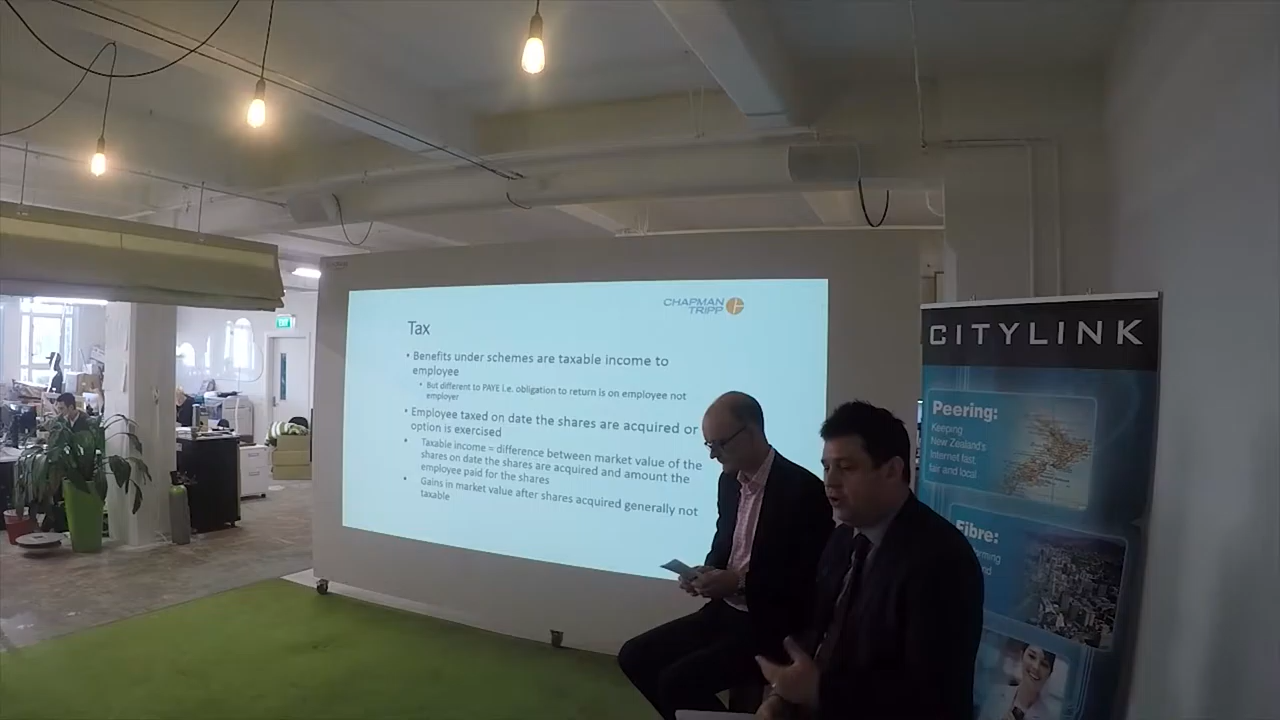 CHAPMAN
TRIPP
Tax
• Benefits under schemes are taxable income to
employee
• But different to PAYE i.e. obligation to return is on employee not
employer
• Employee taxed on date the shares are acquired or
option is exercised
• Taxable income = difference between market value of the
shares on date the shares are acquired and amount the
employee paid for the shares
• Gains in market value after shares acquired generally not
taxable
CITYLINK
Peering:
Keeping
New Zealand's
Internet fast,
fair and local
Fibre: